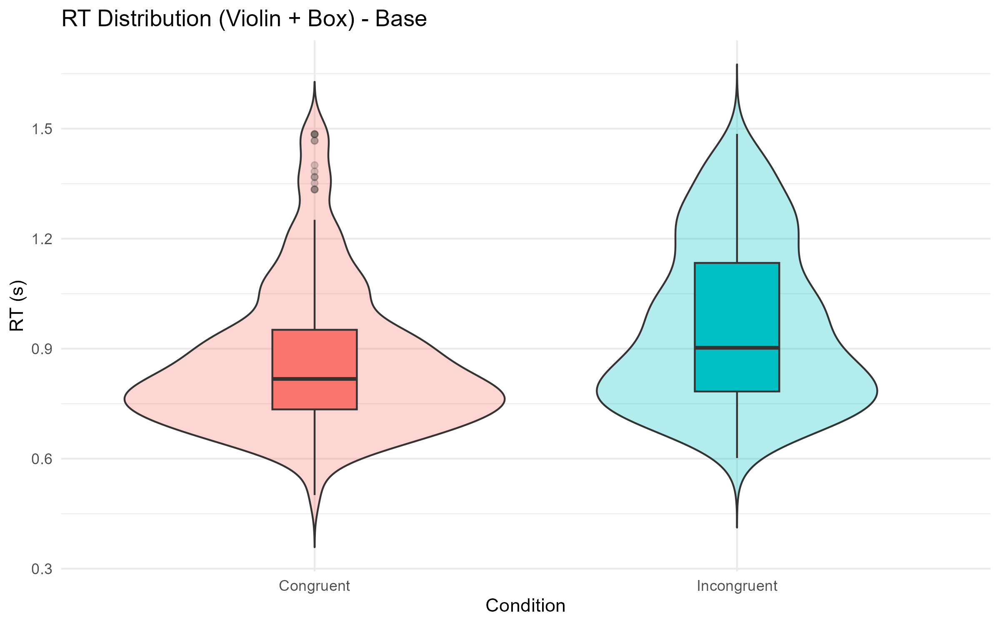 RT Distribution (Violin + Box) - Base
RT (s)
1.5
1.2
0.9
0.6
0.3
Congruent
Incongruent
Condition